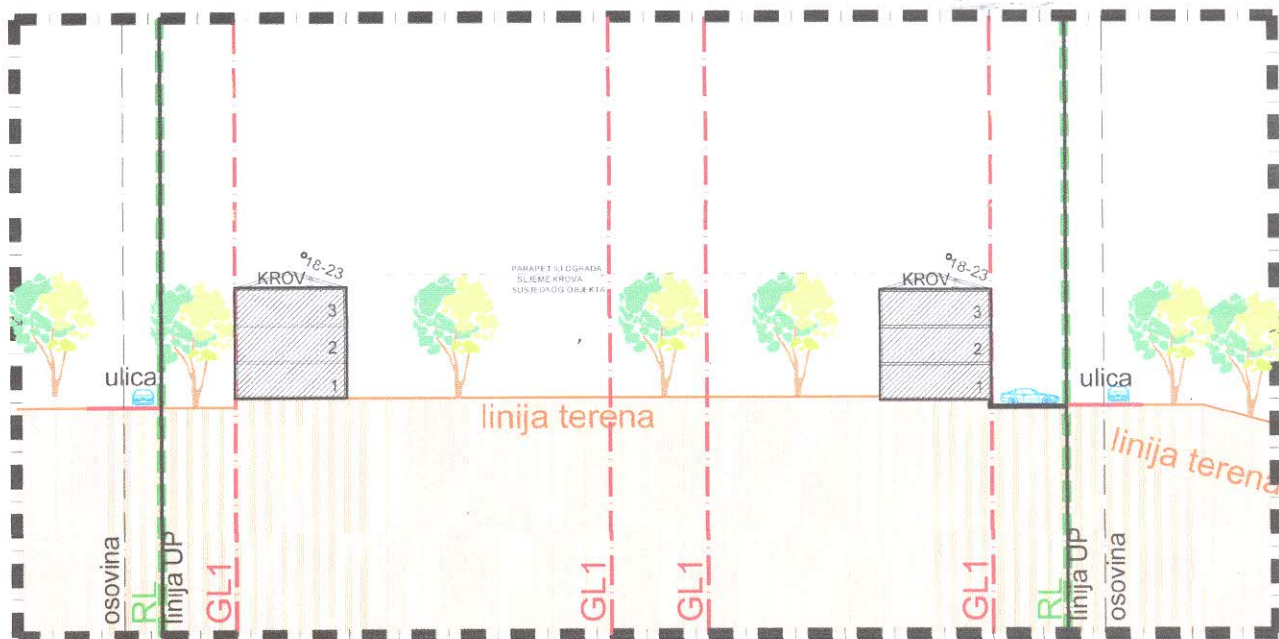 °18-23
KROV
3
2
1
PARAPET ILI OGRADA
SLJEME KROVA
SUSJEDNOG OBJEKTA
°18-23
KROV
3
2
1
ulica
ulica
linija terena
linija terena
osovina
RL
linija UP
GL1
GL1
GL1
GL1
RL
linija UP
osovina